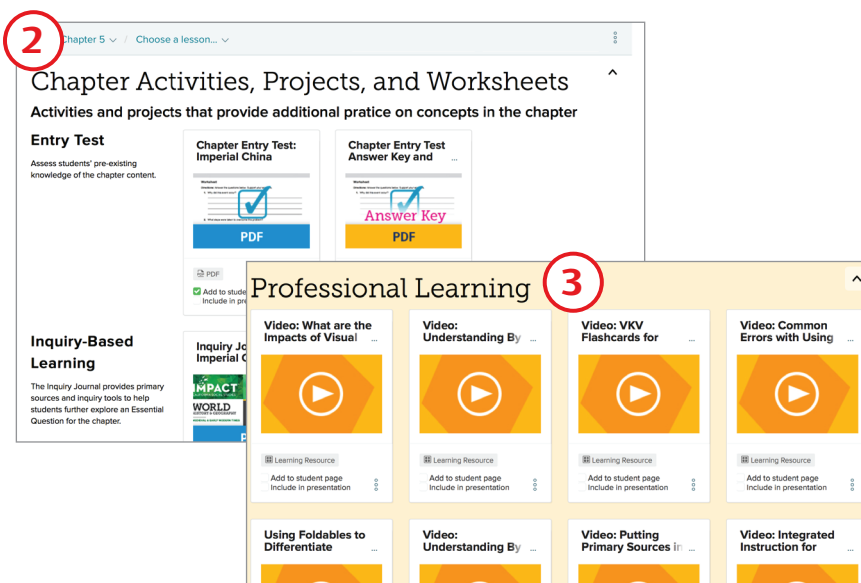 2
Chapter 5 / Choose a lesson...
Chapter Activities, Projects, and Worksheets
Activities and projects that provide additional pratice on concepts in the chapter
Entry Test
Assess students' pre-existing
knowledge of the chapter content.
Chapter Entry Test:
Imperial China
Worksheet
PDF
PDF
Add to stude
Include in pre
Chapter Entry Test
Answer Key and ...
Worksheet
Answer Key
PDF
Inquiry-Based
Learning
The Inquiry Journal provides primary
sources and inquiry tools to help
students further explore an Essential
Question for the chapter.
Inquiry Jo
Imperial C
IMPACT
WORLD
3
Professional Learning
Video: What are the
Impacts of Visual ...
Learning Resource
Add to student page
Include in presentation
Video:
Understanding By ...
Learning Resource
Add to student page
Include in presentation
Video: VKV
Flashcards for ...
Learning Resource
Add to student page
Include in presentation
Video: Common
Errors with Using ...
Learning Resource
Add to student page
Include in presentation
Using Foldables to
Differentiate ...
Video:
Understanding By ...
Video: Putting
Primary Sources in ...
Video: Integrated
Instruction for ...